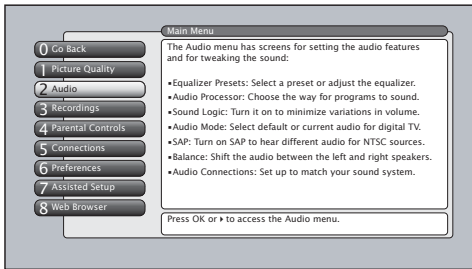 Main Menu
0 Go Back
1 Picture Quality
2 Audio
3 Recordings
4 Parental Controls
5 Connections
6 Preferences
7 Assisted Setup
8 Web Browser
The Audio menu has screens for setting the audio features
and for tweaking the sound:
▪Equalizer Presets: Select a preset or adjust the equalizer.
▪Audio Processor: Choose the way for programs to sound.
▪Sound Logic: Turn it on to minimize variations in volume.
▪Audio Mode: Select default or current audio for digital TV.
▪SAP: Turn on SAP to hear different audio for NTSC sources.
▪Balance: Shift the audio between the left and right speakers.
▪Audio Connections: Set up to match your sound system.
Press OK or ▸ to access the Audio menu.